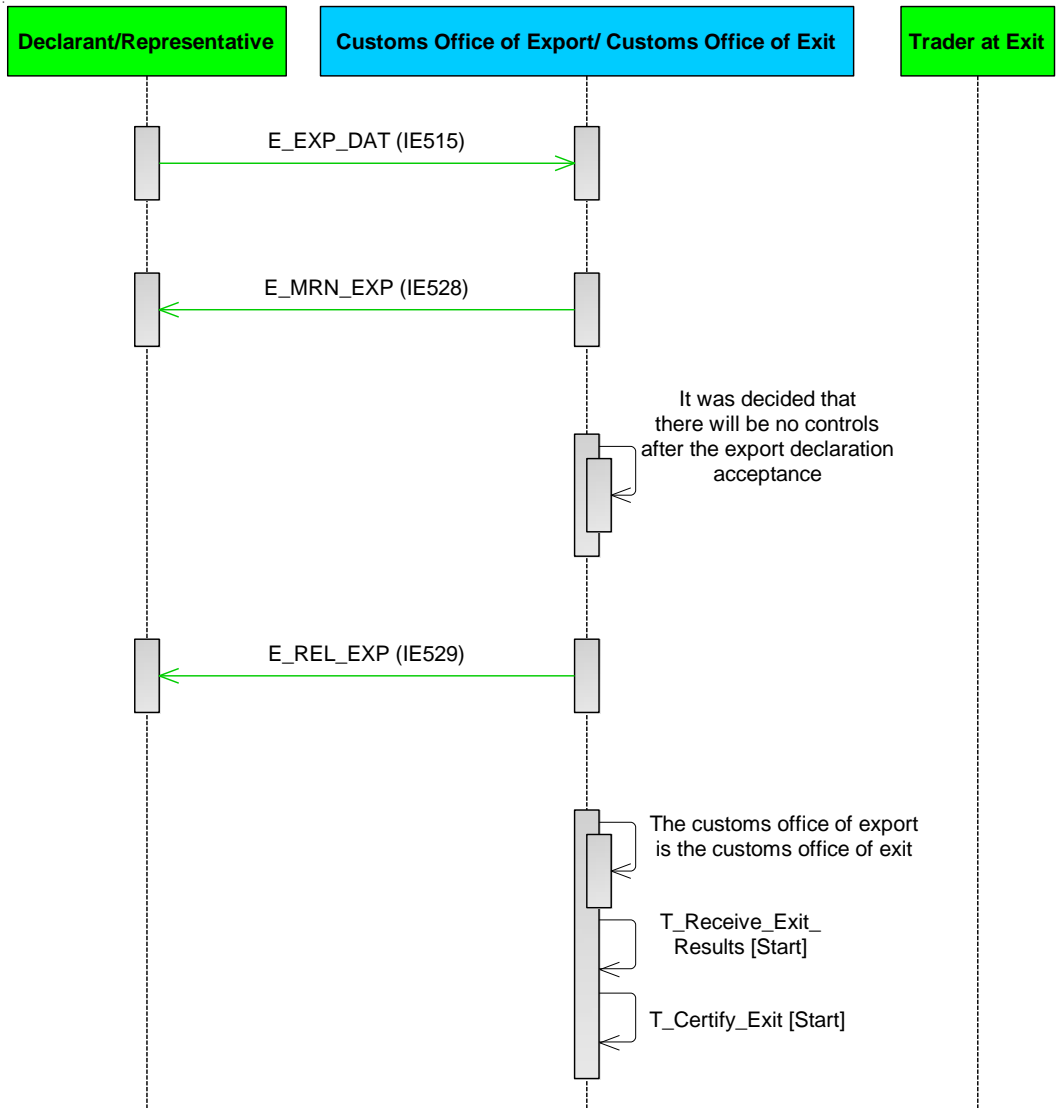 Declarant/Representative
Customs Office of Export/ Customs Office of Exit
Trader at Exit
E_EXP_DAT (IE515)
E_MRN_EXP (IE528)
It was decided that
there will be no controls
after the export declaration
acceptance
E_REL_EXP (IE529)
The customs office of export
is the customs office of exit
T_Receive_Exit_
Results [Start]
T_Certify_Exit [Start]